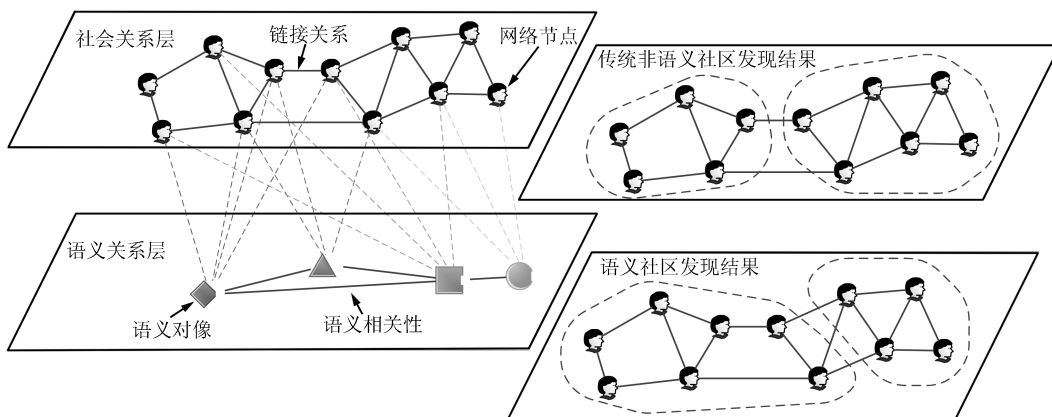 社会关系层
链接关系
网络节点
传统非语义社区发现结果
语义关系层
语义对像
语义相关性
语义社区发现结果